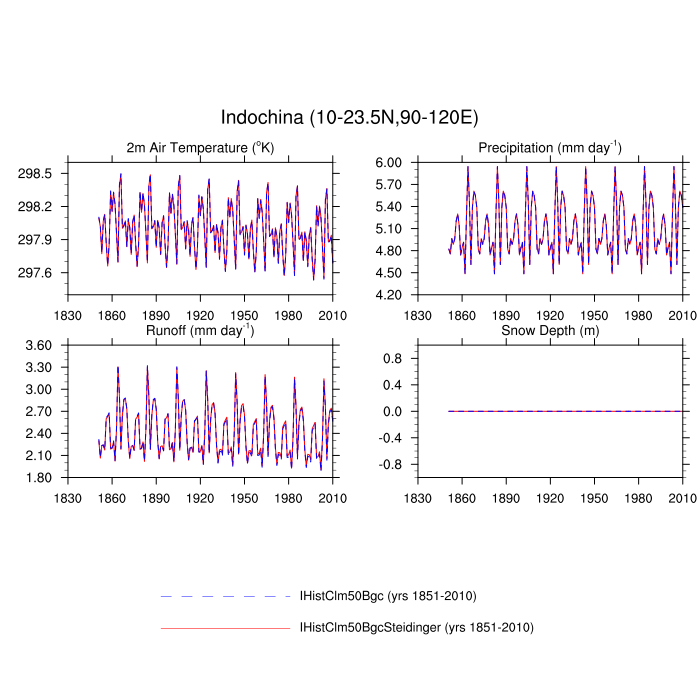 Indochina (10-23.5N,90-120E)
2m Air Temperature (°K)
Precipitation (mm day⁻¹)
298.5
298.2
297.9
297.6
1830 1860 1890 1920 1950 1980 2010
6.00
5.70
5.40
5.10
4.80
4.50
4.20
1830 1860 1890 1920 1950 1980 2010
Runoff (mm day⁻¹)
Snow Depth (m)
3.60
3.30
3.00
2.70
2.40
2.10
1.80
1830 1860 1890 1920 1950 1980 2010
0.8
0.4
0.0
-0.4
-0.8
1830 1860 1890 1920 1950 1980 2010
IHistClm50Bgc (yrs 1851-2010)
IHistClm50BgcSteidinger (yrs 1851-2010)